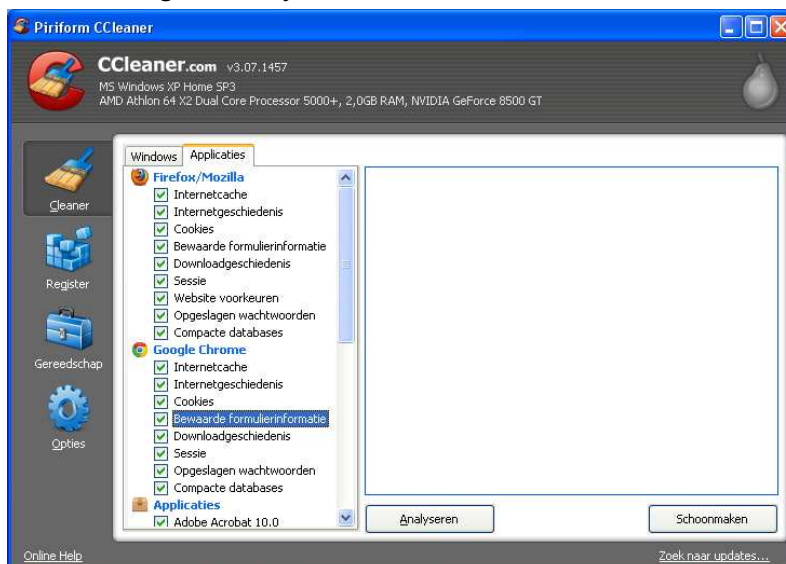 Piriform CCleaner
CCleaner.com v3.07.1457
MS Windows XP Home SP3
AMD Athlon 64 X2 Dual Core Processor 5000+, 2,0GB RAM, NVIDIA GeForce 8500 GT
Cleaner
Register
Gereedschap
Opties
Windows Applicaties
Firefox/Mozilla
Internetcache
Internetgeschiedenis
Cookies
Bewaarde formulierinformatie
Downloadgeschiedenis
Sessie
Website voorkeuren
Opgeslagen wachtwoorden
Compacte databases
Google Chrome
Internetcache
Internetgeschiedenis
Cookies
Bewaarde formulierinformatie
Downloadgeschiedenis
Sessie
Opgeslagen wachtwoorden
Compacte databases
Applicaties
Adobe Acrobat 10.0
Analyseren
Schoonmaken
Online Help
Zoek naar updates...